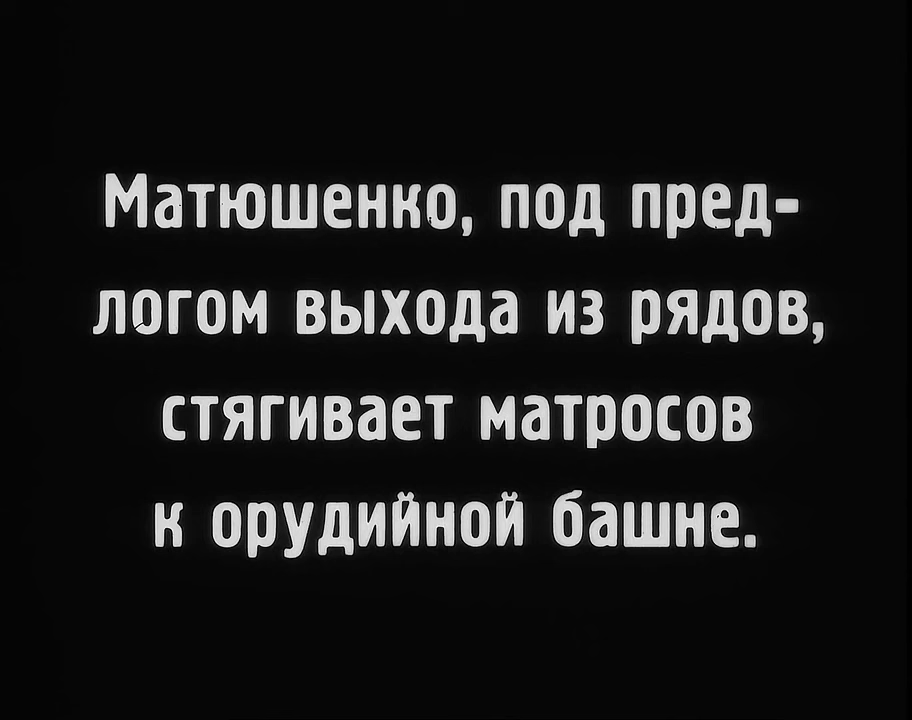 Матюшенко, под пред-
логом выхода из рядов,
стягивает матросов
к орудийной башне.